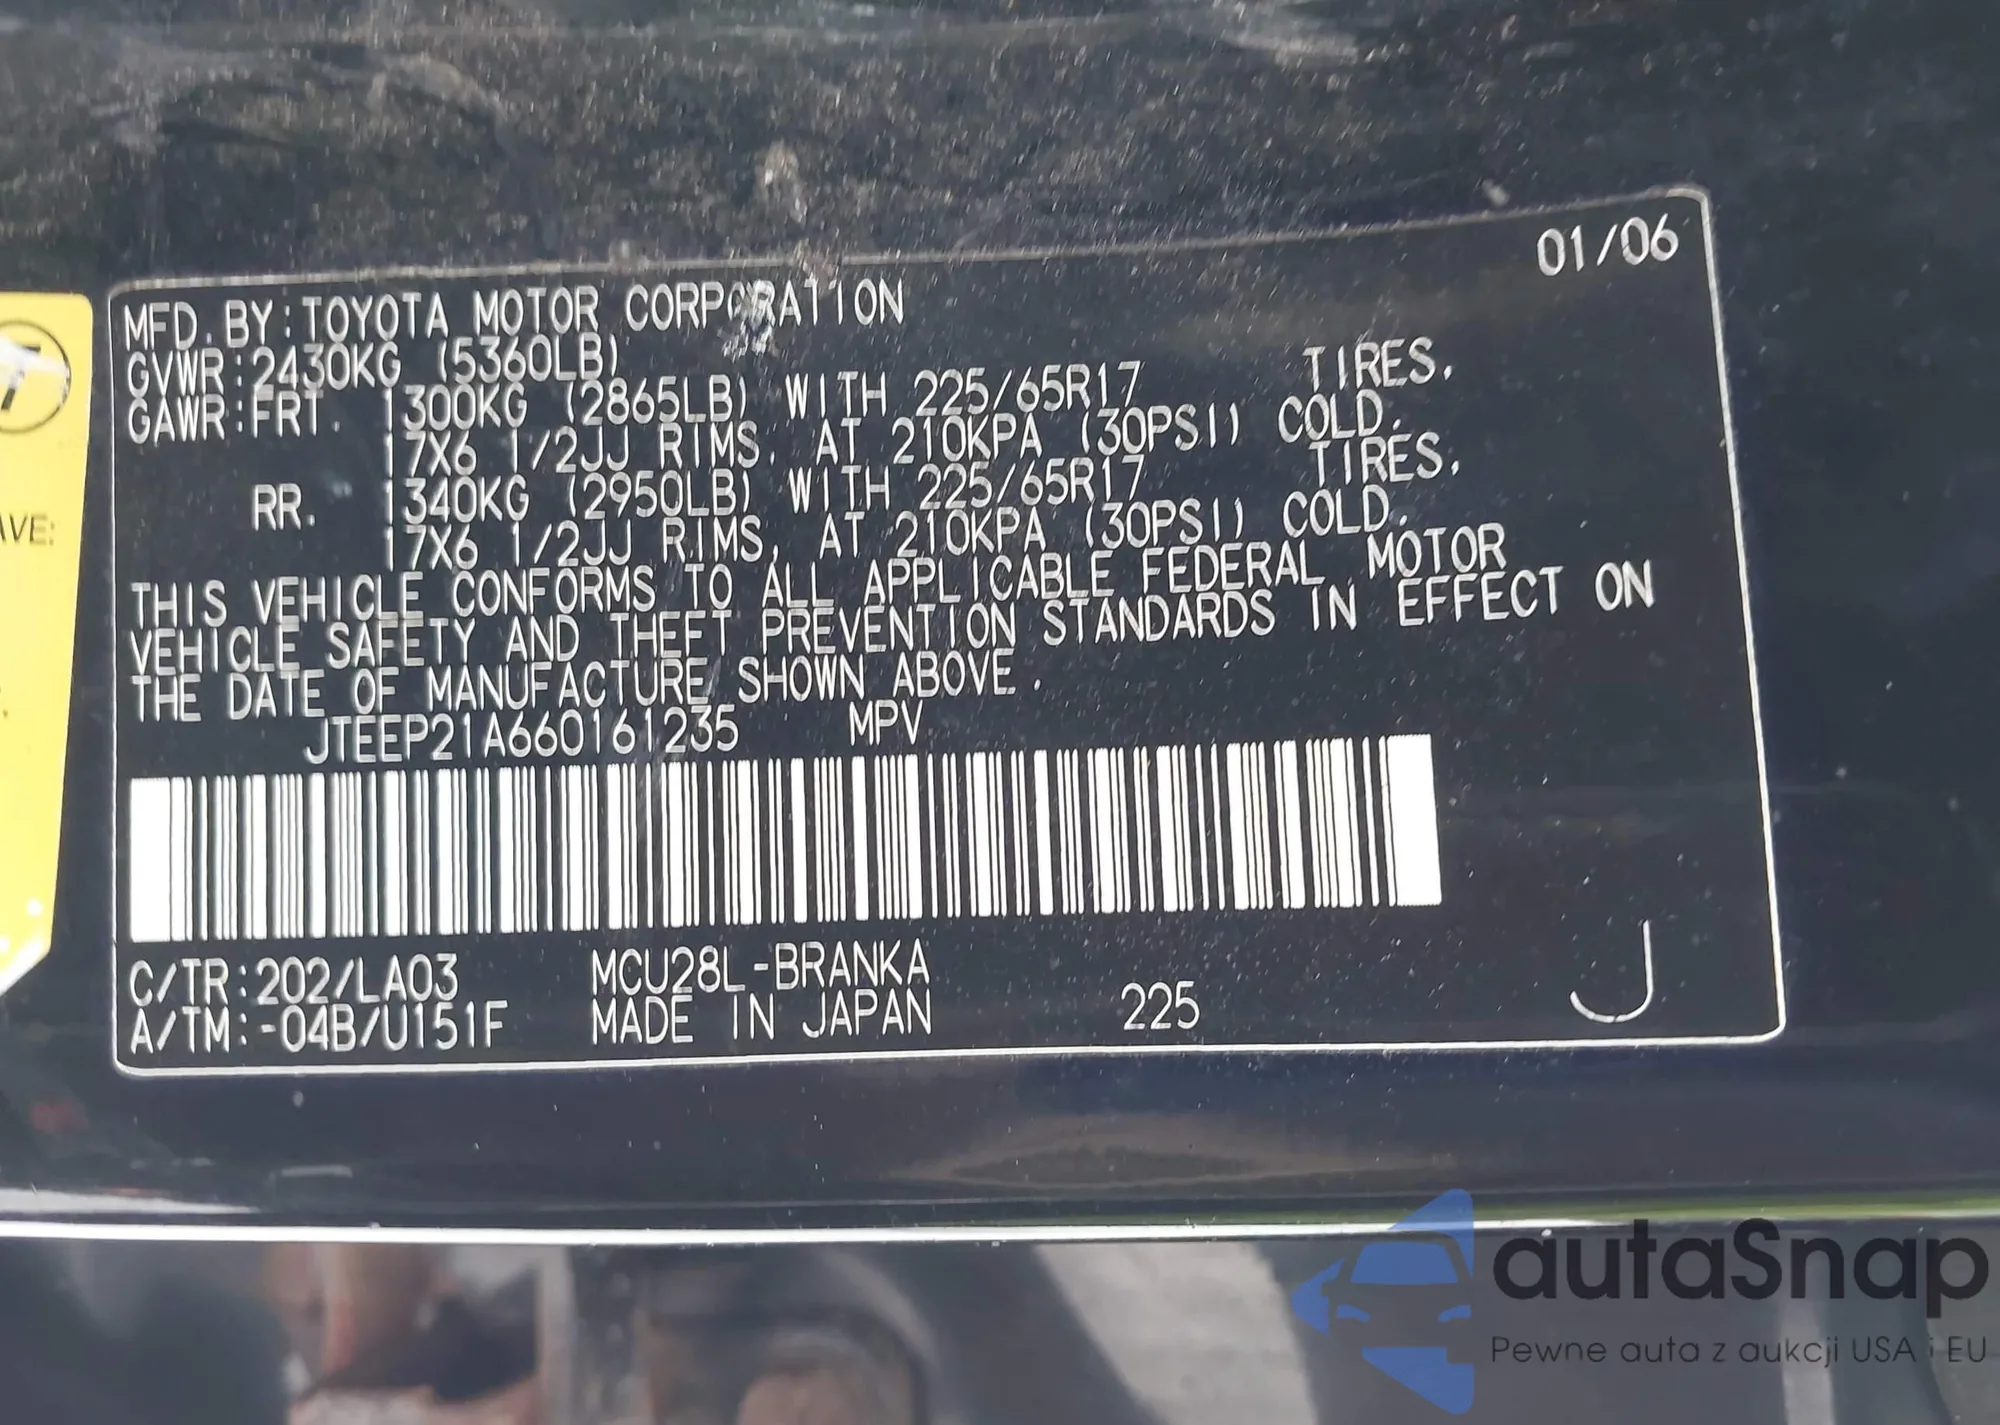 01/06
MFD. BY: TOYOTA MOTOR CORPORATION
GVWR: 2430KG (5360LB)
GAWR: FRT. 1300KG (2865LB) WITH 225/65R17 TIRES,
17X6 1/2JJ RIMS, AT 210KPA (30PSI) COLD.
RR. 1340KG (2950LB) WITH 225/65R17 TIRES,
17X6 1/2JJ RIMS, AT 210KPA (30PSI) COLD.
THIS VEHICLE CONFORMS TO ALL APPLICABLE FEDERAL MOTOR
VEHICLE SAFETY AND THEFT PREVENTION STANDARDS IN EFFECT ON
THE DATE OF MANUFACTURE SHOWN ABOVE.
JTEEP21A660161235 MPV
C/TR: 202/LA03 MCU28L-BRANKA
A/TM: -04B/U151F MADE IN JAPAN 225 J
AVE:
autaSnap
Pewne auta z aukcji USA i EU